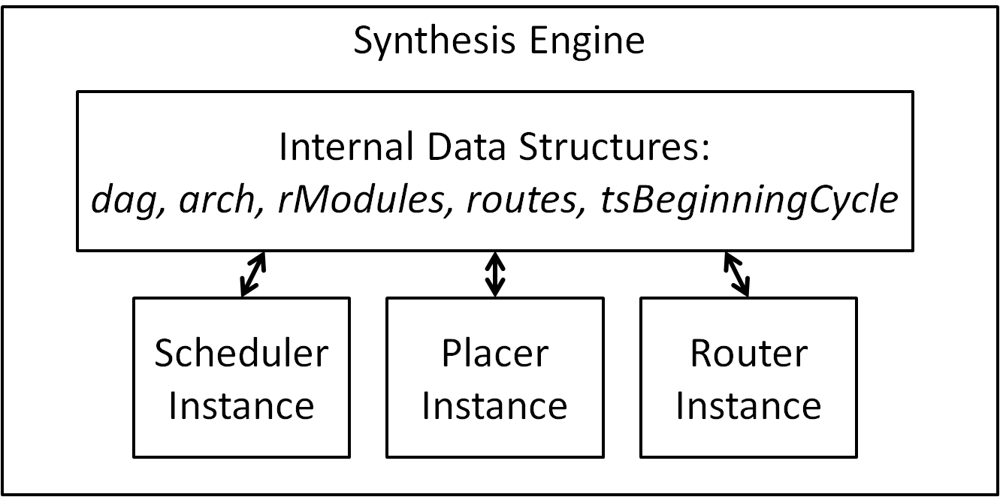 Synthesis Engine
Internal Data Structures:
dag, arch, rModules, routes, tsBeginningCycle
Scheduler
Instance
Placer
Instance
Router
Instance